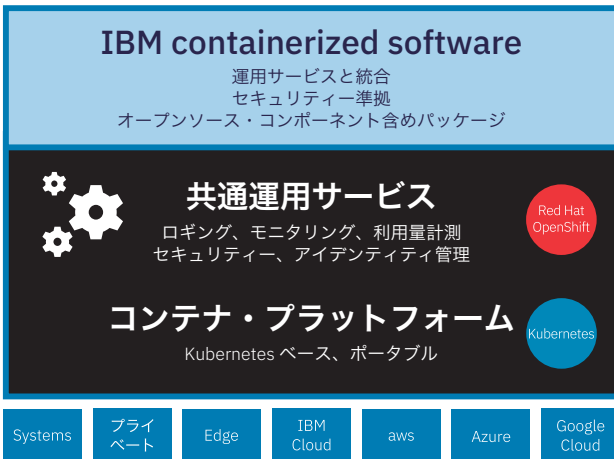 IBM containerized software
運用サービスと統合
セキュリティー準拠
オープンソース・コンポーネント含めパッケージ
共通運用サービス
ロギング、モニタリング、利用量計測
セキュリティー、アイデンティティ管理
Red Hat
OpenShift
コンテナ・プラットフォーム
Kubernetes ベース、ポータブル
Kubernetes
Systems
プライ
ベート
Edge
IBM
Cloud
aws
Azure
Google
Cloud